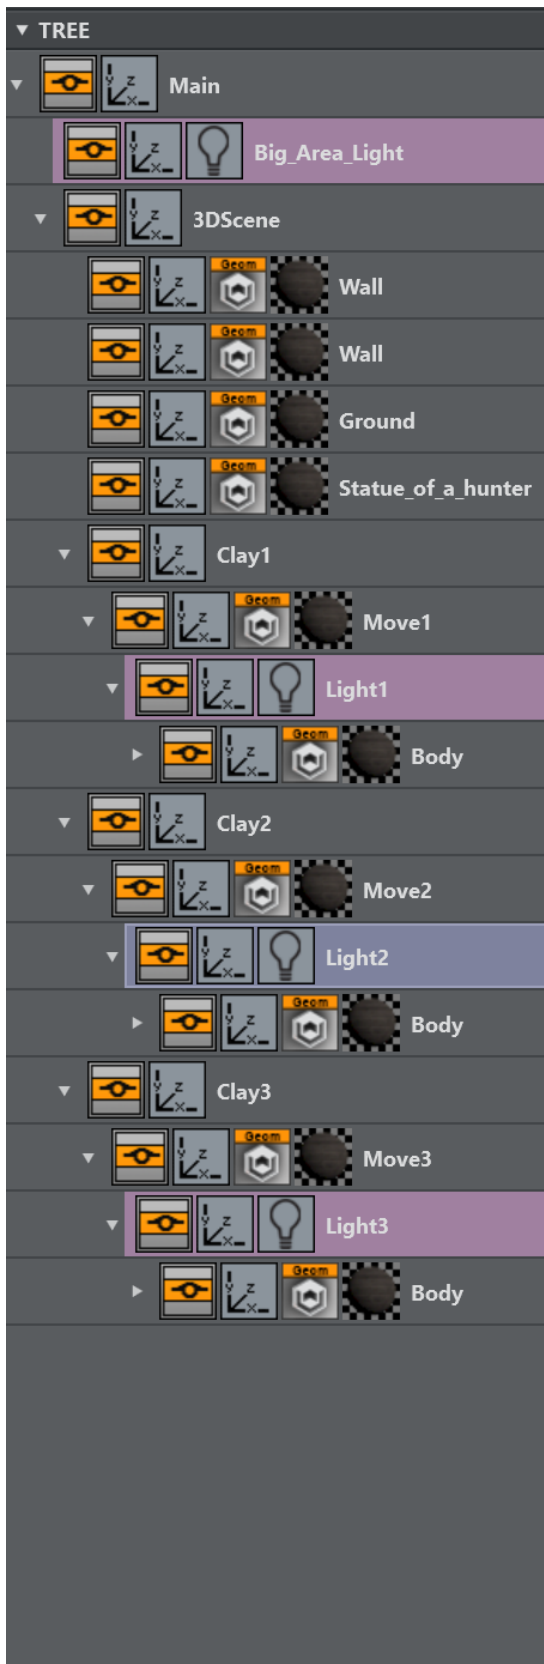 TREE
Main
Big_Area_Light
3DScene
Geom Wall
Geom Wall
Geom Ground
Geom Statue_of_a_hunter
Clay1
Geom Move1
Light1
Geom Body
Clay2
Geom Move2
Light2
Geom Body
Clay3
Geom Move3
Light3
Geom Body